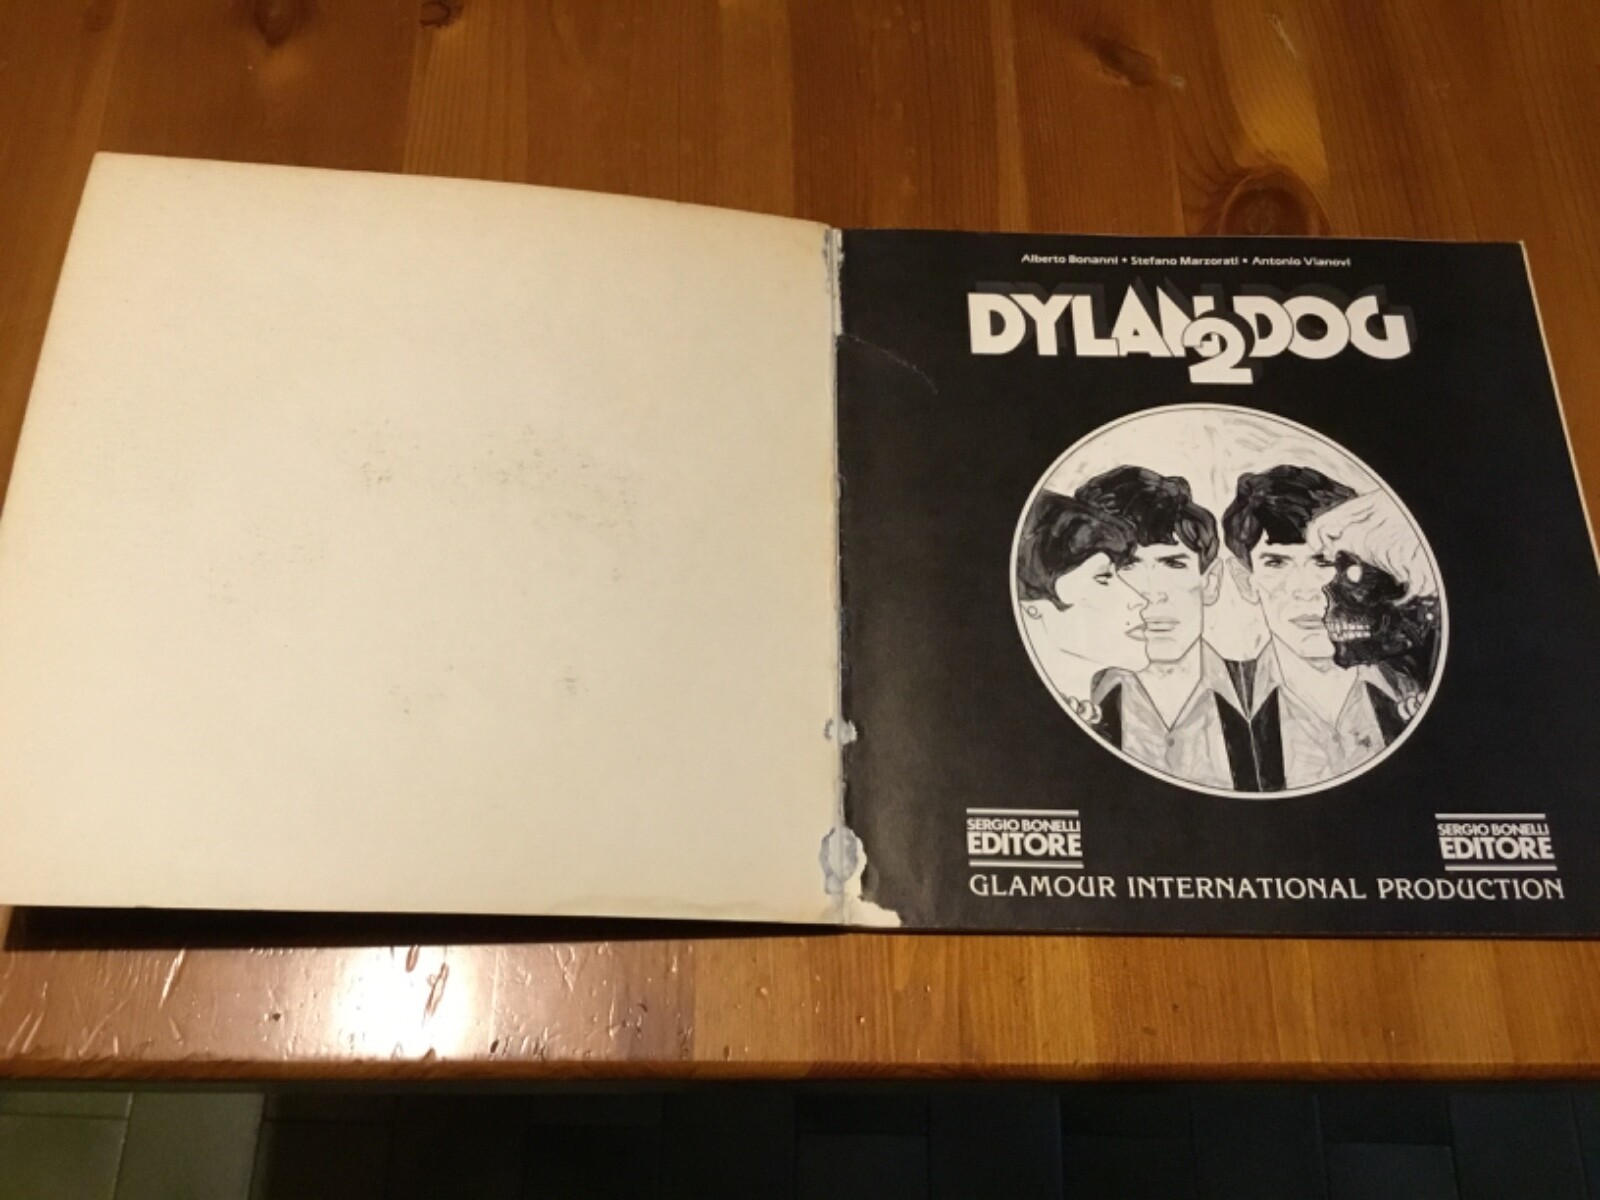 Alberto Bonanni • Stefano Marzorati • Antonio Vianovi
DYLAN DOG
2
SERGIO BONELLI
EDITORE
SERGIO BONELLI
EDITORE
GLAMOUR INTERNATIONAL PRODUCTION